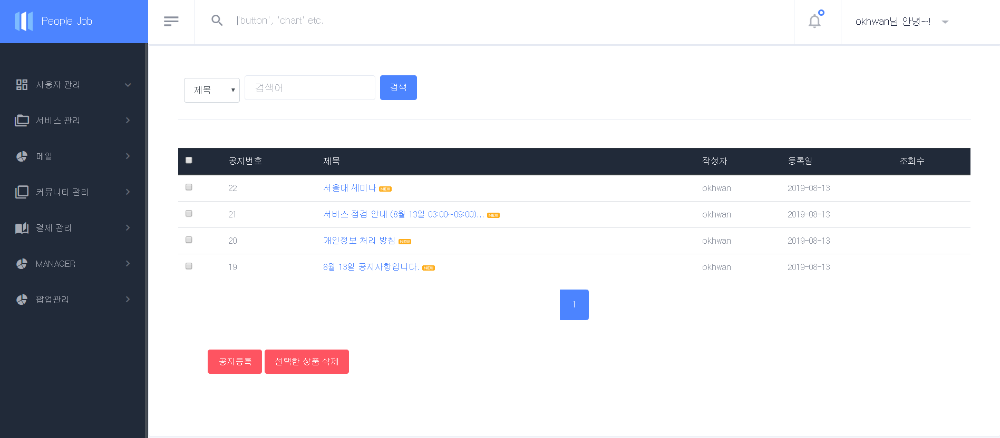 People Job
'button', 'chart' etc.
okhwan님 안녕~!
사용자 관리
서비스 관리
메일
커뮤니티 관리
결제 관리
MANAGER
팝업관리
제목 검색어 검색
공지번호 제목 작성자 등록일 조회수
22 서울대 세미나 NEW okhwan 2019-08-13
21 서비스 점검 안내 (8월 13일 03:00~09:00)... NEW okhwan 2019-08-13
20 개인정보 처리 방침 NEW okhwan 2019-08-13
19 8월 13일 공지사항입니다. NEW okhwan 2019-08-13
1
공지등록 선택한 상품 삭제